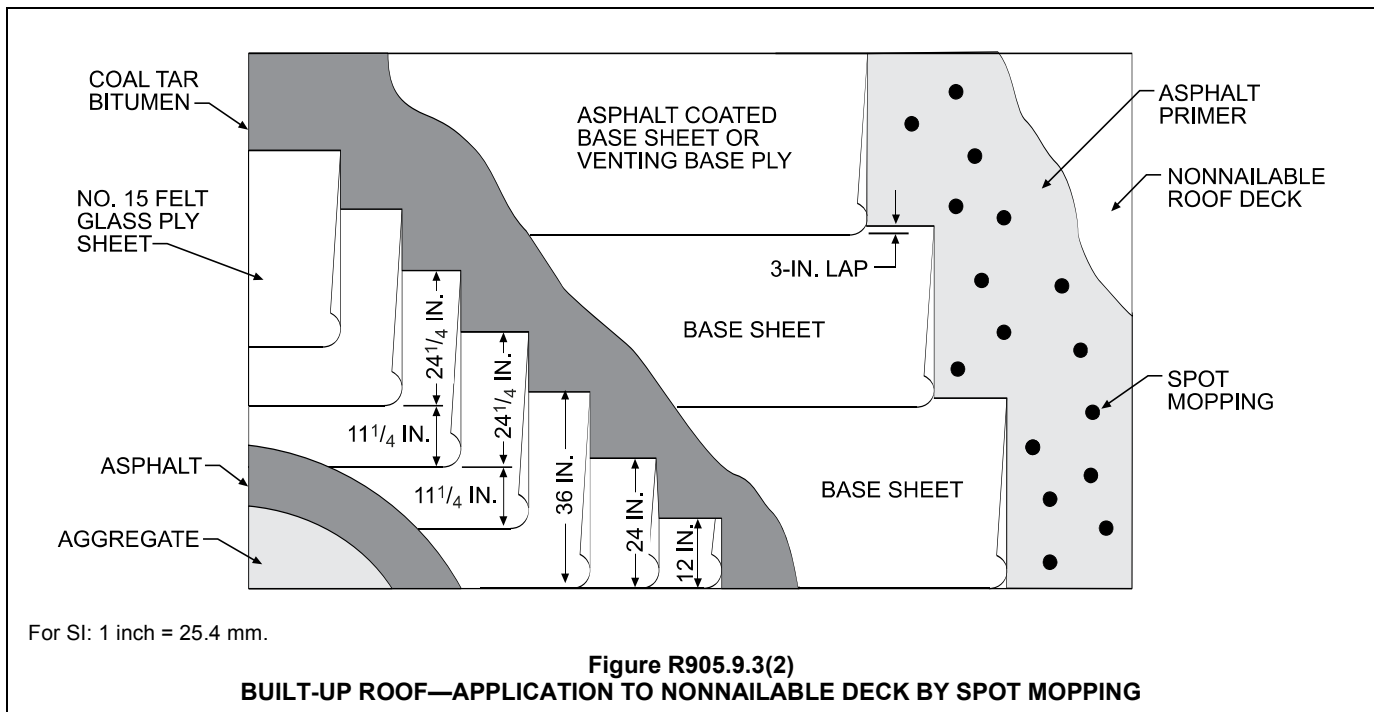 COAL TAR
BITUMEN
NO. 15 FELT
GLASS PLY
SHEET
ASPHALT
AGGREGATE
24 1/4 IN.
11 1/4 IN.
24 1/4 IN.
11 1/4 IN.
36 IN.
24 IN.
12 IN.
ASPHALT COATED
BASE SHEET OR
VENTING BASE PLY
3-IN. LAP
BASE SHEET
BASE SHEET
ASPHALT
PRIMER
NONNAILABLE
ROOF DECK
SPOT
MOPPING
For SI: 1 inch = 25.4 mm.
Figure R905.9.3(2)
BUILT-UP ROOF—APPLICATION TO NONNAILABLE DECK BY SPOT MOPPING